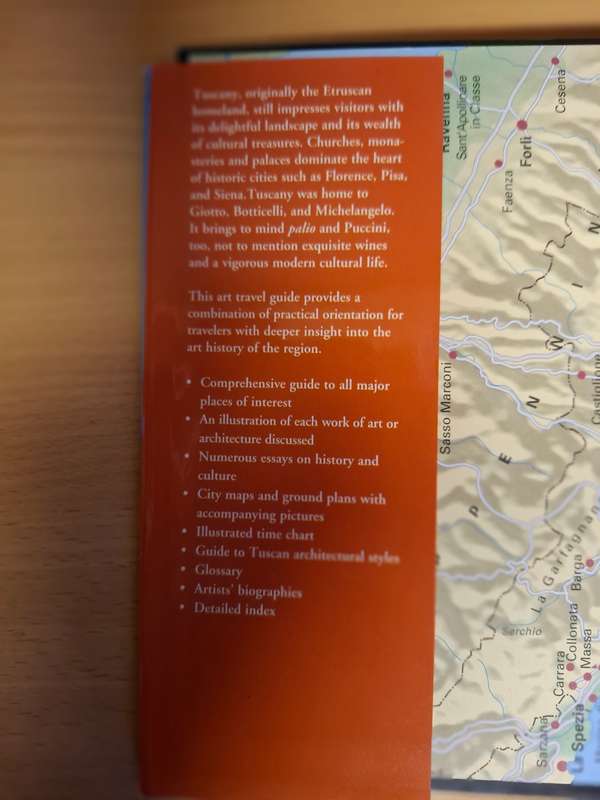 Tuscany, originally the Etruscan
homeland, still impresses visitors with
its delightful landscape and its wealth
of cultural treasures. Churches, mona-
steries and palaces dominate the heart
of historic cities such as Florence, Pisa,
and Siena.Tuscany was home to
Giotto, Botticelli, and Michelangelo.
It brings to mind palio and Puccini,
too, not to mention exquisite wines
and a vigorous modern cultural life.
This art travel guide provides a
combination of practical orientation for
travelers with deeper insight into the
art history of the region.
• Comprehensive guide to all major
places of interest
• An illustration of each work of art or
architecture discussed
• Numerous essays on history and
culture
• City maps and ground plans with
accompanying pictures
• Illustrated time chart
• Guide to Tuscan architectural styles
• Glossary
• Artists' biographies
• Detailed index
Ravenna
Sant'Apollinare
in Classe
Cesena
Forlì
Faenza
Sasso Marconi
Castiglione
P E N N I N
La Garfagnana
Barga
Serchio
Collonata
Massa
Carrara
Sarzana
La Spezia